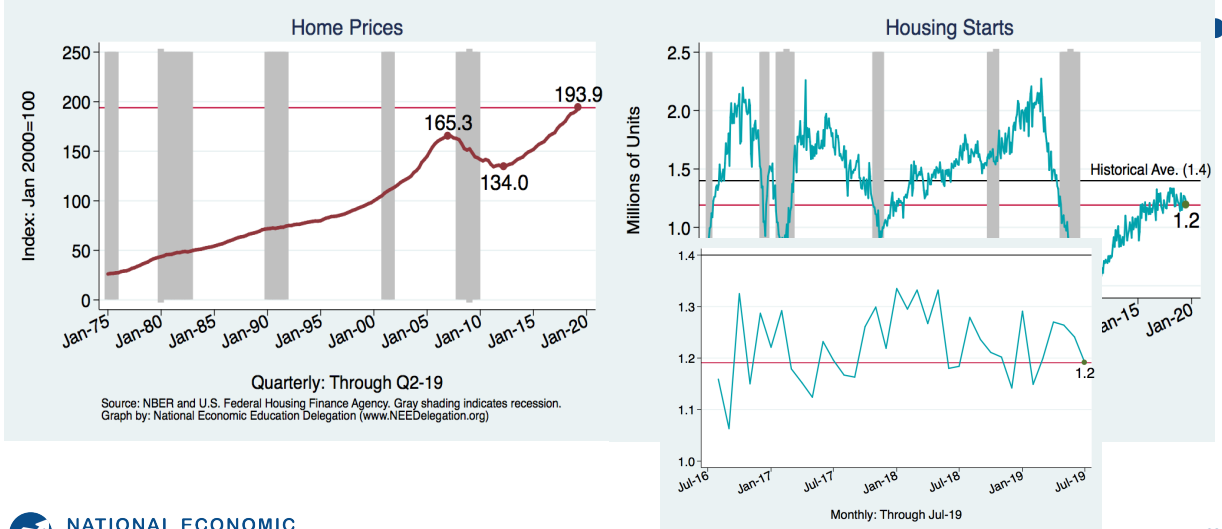 Home Prices
Index: Jan 2000=100
250
200
150
100
50
0
193.9
165.3
134.0
Jan-75
Jan-80
Jan-85
Jan-90
Jan-95
Jan-00
Jan-05
Jan-10
Jan-15
Jan-20
Quarterly: Through Q2-19
Source: NBER and U.S. Federal Housing Finance Agency. Gray shading indicates recession.
Graph by: National Economic Education Delegation (www.NEEDelegation.org)
Housing Starts
Millions of Units
2.5
2.0
1.5
1.0
Historical Ave. (1.4)
1.2
an-15
Jan-20
1.4
1.3
1.2
1.1
1.0
1.2
Jul-16
Jan-17
Jul-17
Jan-18
Jul-18
Jan-19
Jul-19
Monthly: Through Jul-19
NATIONAL ECONOMIC